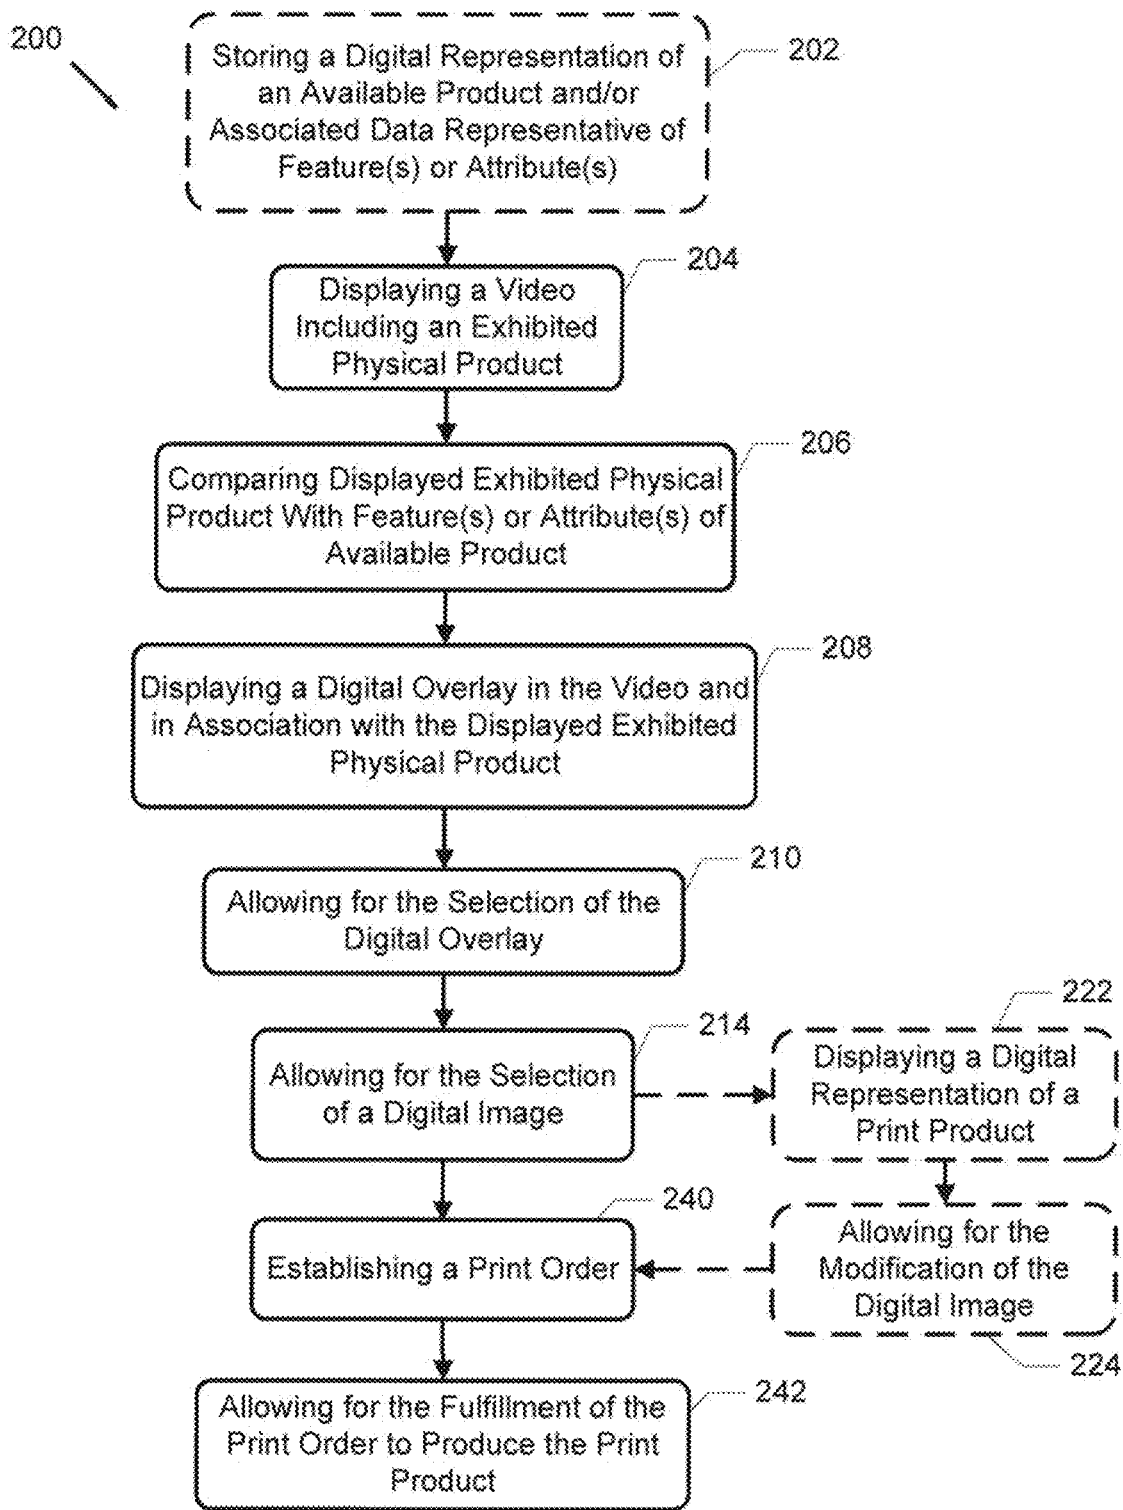 200
202
Storing a Digital Representation of
an Available Product and/or
Associated Data Representative of
Feature(s) or Attribute(s)
204
Displaying a Video
Including an Exhibited
Physical Product
206
Comparing Displayed Exhibited Physical
Product With Feature(s) or Attribute(s) of
Available Product
208
Displaying a Digital Overlay in the Video and
in Association with the Displayed Exhibited
Physical Product
210
Allowing for the Selection of the
Digital Overlay
214
Allowing for the Selection
of a Digital Image
222
Displaying a Digital
Representation of a
Print Product
240
Establishing a Print Order
Allowing for the
Modification of the
Digital Image
224
242
Allowing for the Fulfillment of the
Print Order to Produce the Print
Product